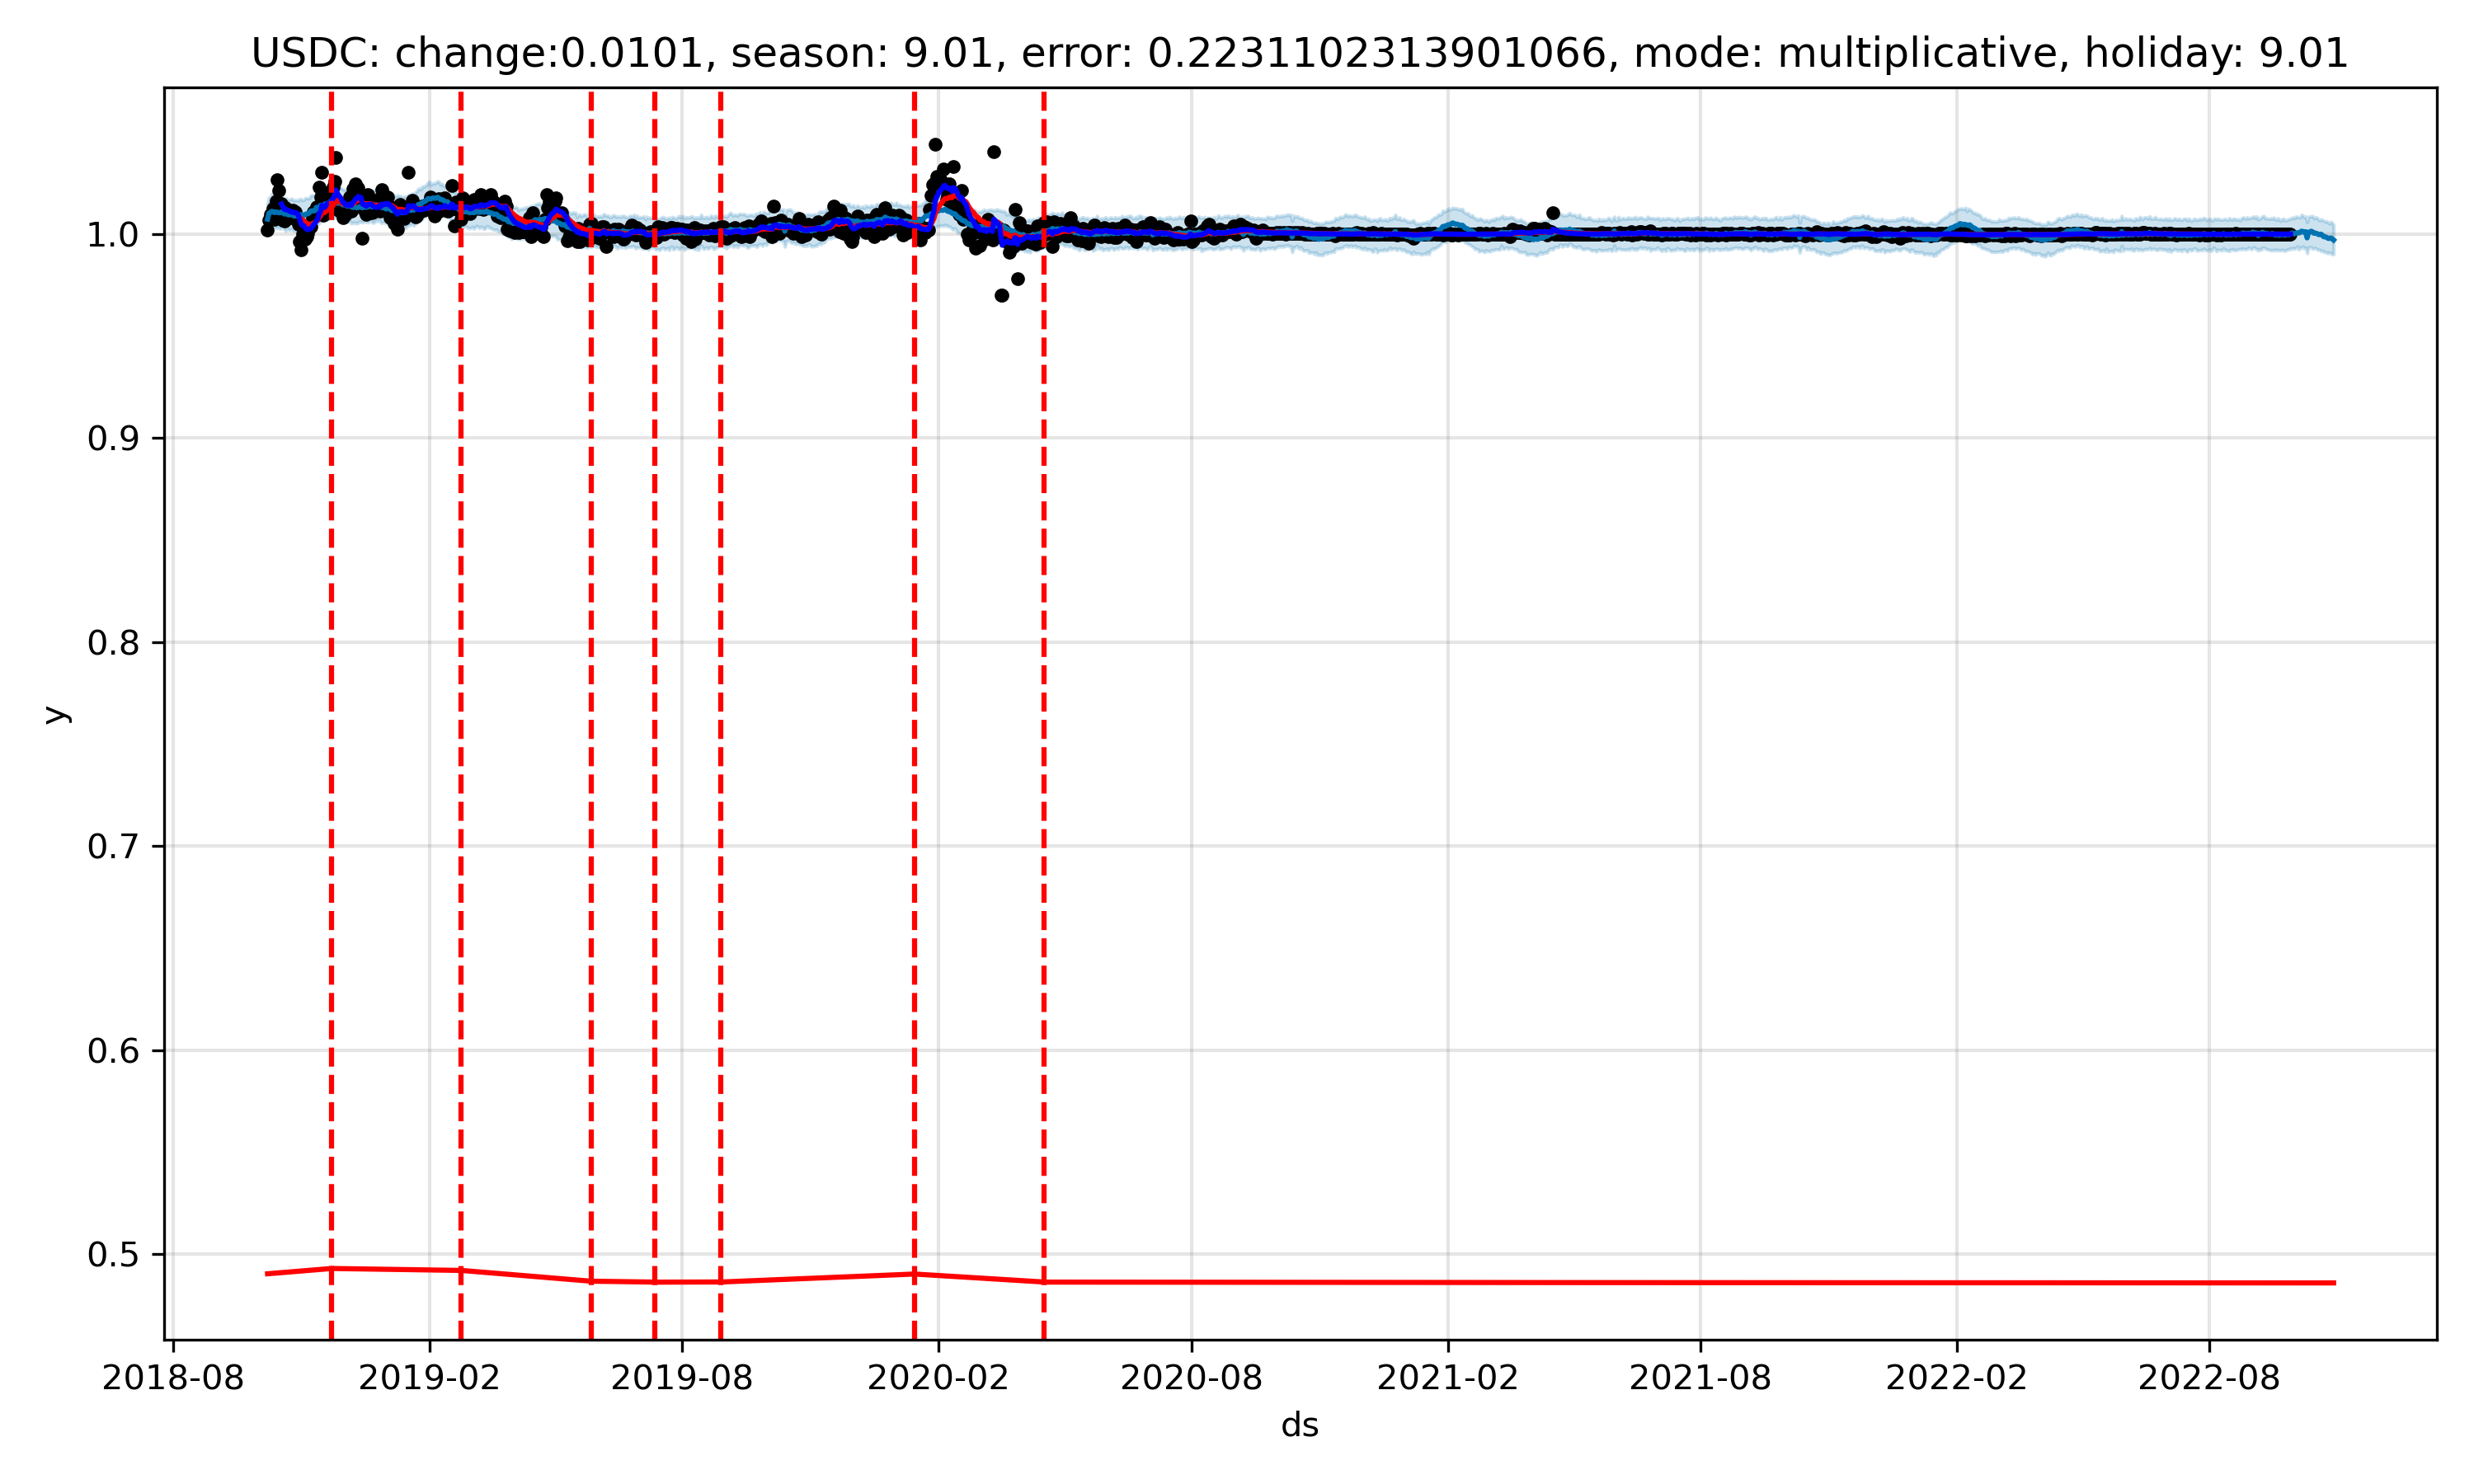 USDC: change:0.0101, season: 9.01, error: 0.2231102313901066, mode: multiplicative, holiday: 9.01
1.0
0.9
0.8
0.7
0.6
0.5
y
2018-08 2019-02 2019-08 2020-02 2020-08 2021-02 2021-08 2022-02 2022-08
ds